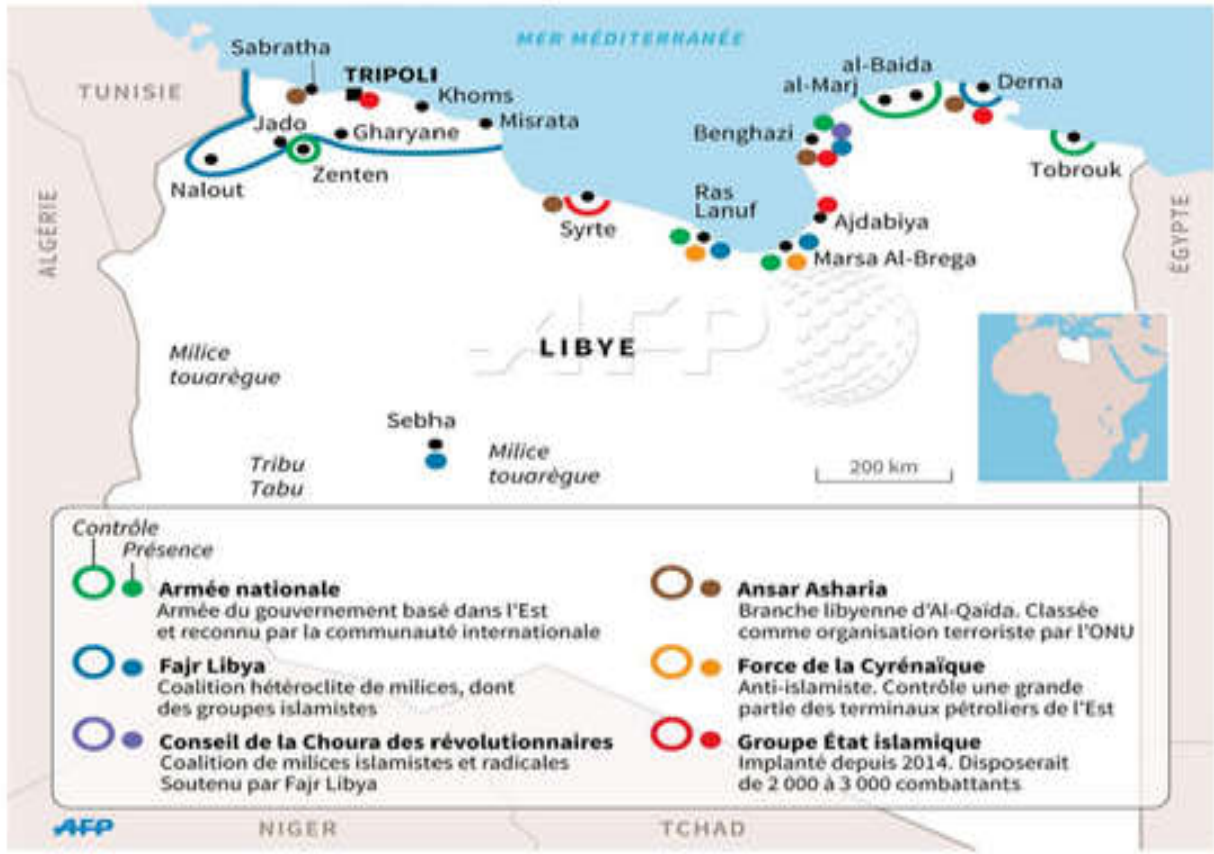 MER MÉDITERRANÉE
TUNISIE
Sabratha
TRIPOLI
Khoms
Misrata
Jado
Gharyane
Nalout
Zenten
al-Baida
al-Marj
Derna
Benghazi
Tobrouk
Syrte
Ras
Lanuf
Ajdabiya
Marsa Al-Brega
ALGÉRIE
ÉGYPTE
AFP
LIBYE
Milice
touarègue
Sebha
Tribu
Tabu
Milice
touarègue
200 km
Contrôle
Présence
Armée nationale
Armée du gouvernement basé dans l'Est
et reconnu par la communauté internationale
Fajr Libya
Coalition hétéroclite de milices, dont
des groupes islamistes
Conseil de la Choura des révolutionnaires
Coalition de milices islamistes et radicales
Soutenu par Fajr Libya
Ansar Asharia
Branche libyenne d'Al-Qaïda. Classée
comme organisation terroriste par l'ONU
Force de la Cyrénaïque
Anti-islamiste. Contrôle une grande
partie des terminaux pétroliers de l'Est
Groupe État islamique
Implanté depuis 2014. Disposerait
de 2 000 à 3 000 combattants
AFP
NIGER
TCHAD